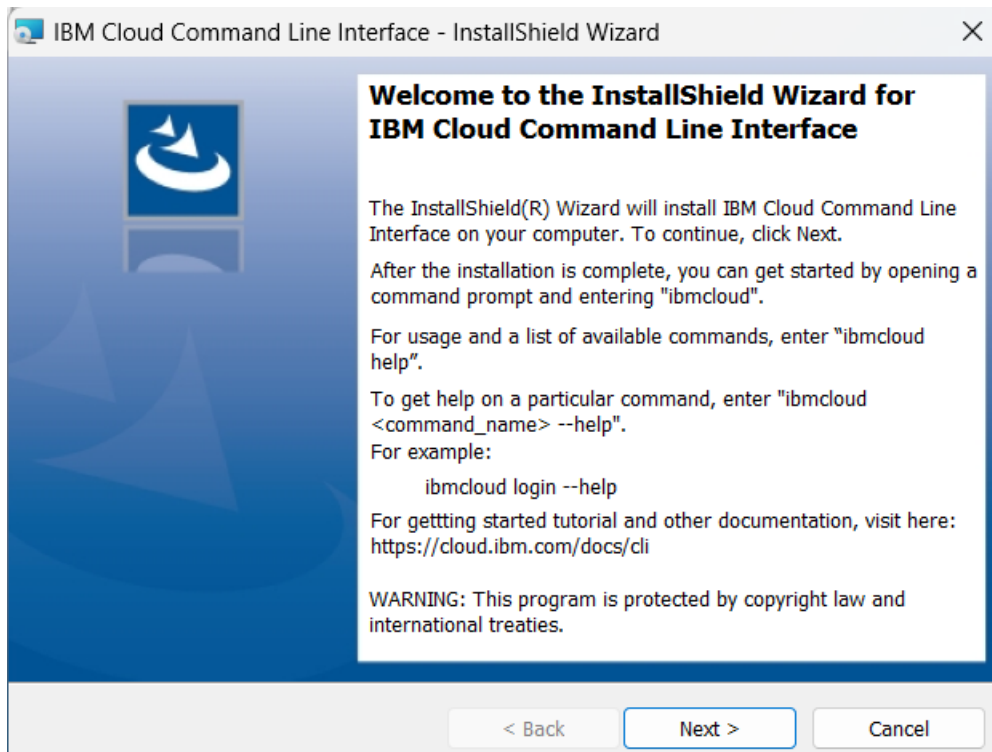 IBM Cloud Command Line Interface - InstallShield Wizard
Welcome to the InstallShield Wizard for
IBM Cloud Command Line Interface
The InstallShield(R) Wizard will install IBM Cloud Command Line
Interface on your computer. To continue, click Next.
After the installation is complete, you can get started by opening a
command prompt and entering "ibmcloud".
For usage and a list of available commands, enter “ibmcloud
help”.
To get help on a particular command, enter "ibmcloud
<command_name> --help".
For example:
ibmcloud login --help
For gettting started tutorial and other documentation, visit here:
https://cloud.ibm.com/docs/cli
WARNING: This program is protected by copyright law and
international treaties.
< Back
Next >
Cancel